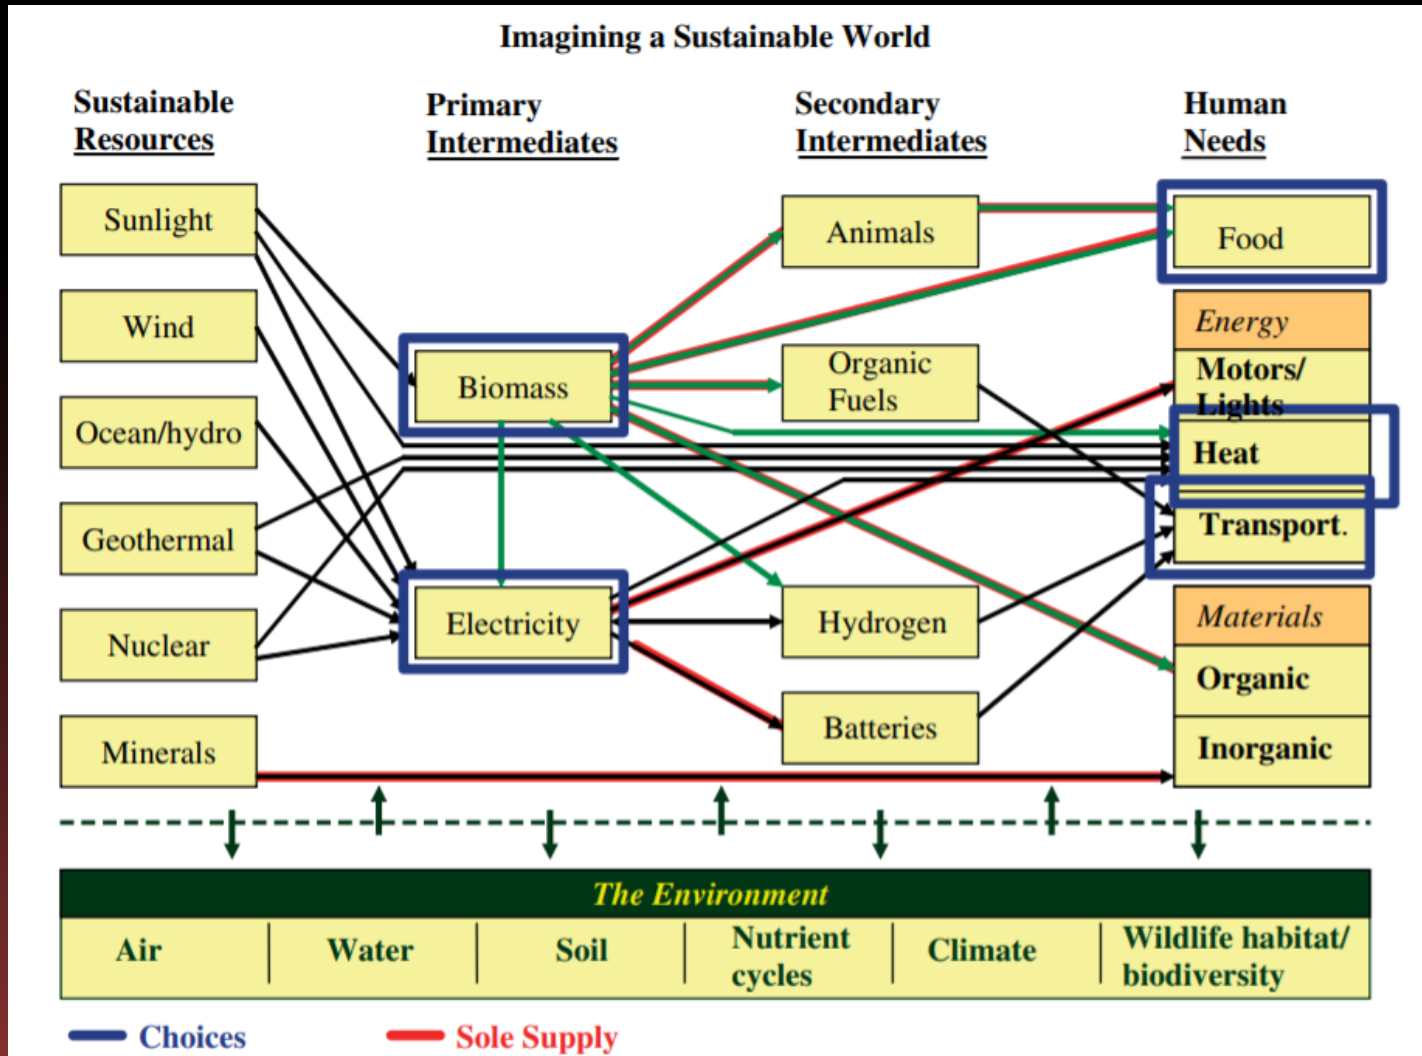 Imagining a Sustainable World
Sustainable
Resources
Primary
Intermediates
Secondary
Intermediates
Human
Needs
Sunlight
Wind
Ocean/hydro
Geothermal
Nuclear
Minerals
Biomass
Electricity
Animals
Organic
Fuels
Hydrogen
Batteries
Food
Energy
Motors/
Lights
Heat
Transport.
Materials
Organic
Inorganic
The Environment
Air
Water
Soil
Nutrient
cycles
Climate
Wildlife habitat/
biodiversity
Choices
Sole Supply